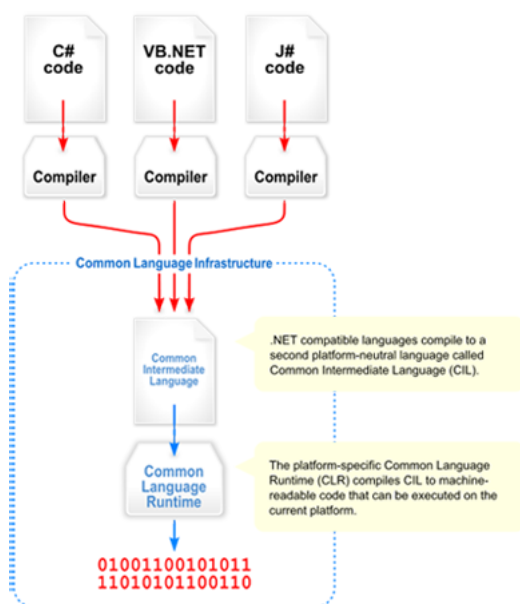 C#
code
VB.NET
code
J#
code
Compiler
Compiler
Compiler
Common Language Infrastructure
Common
Intermediate
Language
.NET compatible languages compile to a
second platform-neutral language called
Common Intermediate Language (CIL).
Common
Language
Runtime
The platform-specific Common Language
Runtime (CLR) compiles CIL to machine-
readable code that can be executed on the
current platform.
01001100101011
11010101100110